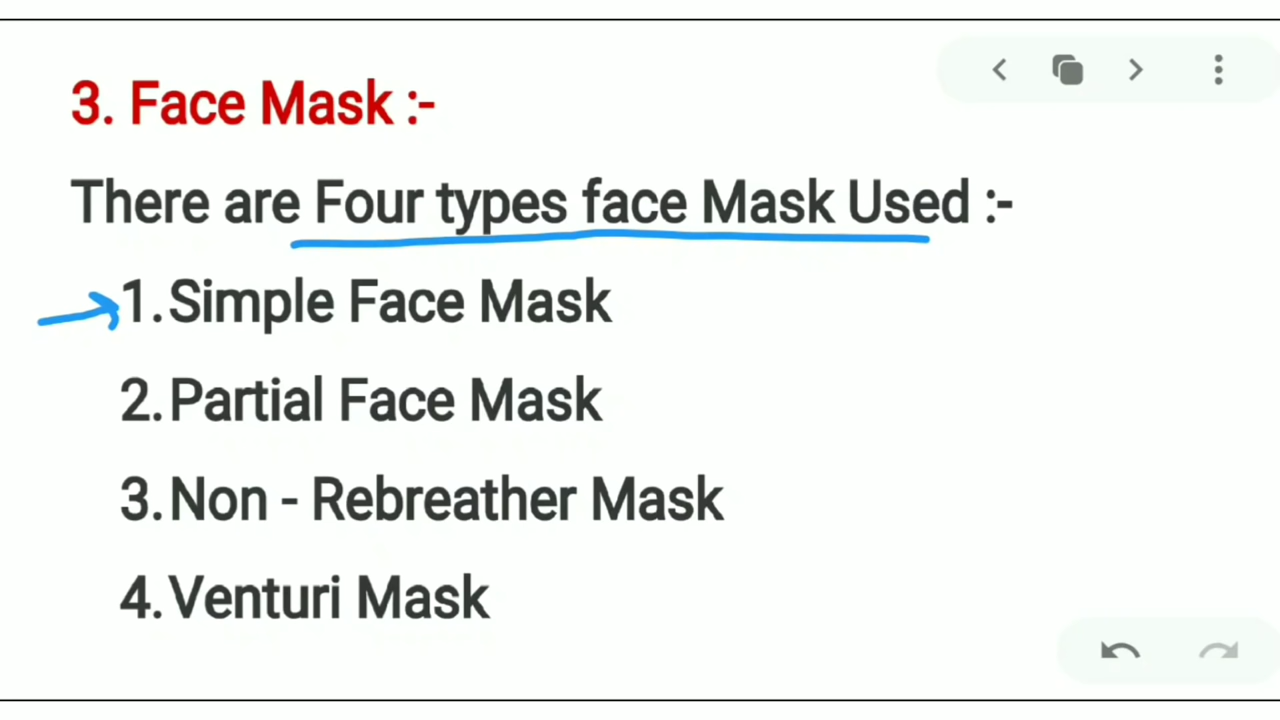 3. Face Mask :-
There are Four types face Mask Used :-
1. Simple Face Mask
2. Partial Face Mask
3. Non - Rebreather Mask
4. Venturi Mask